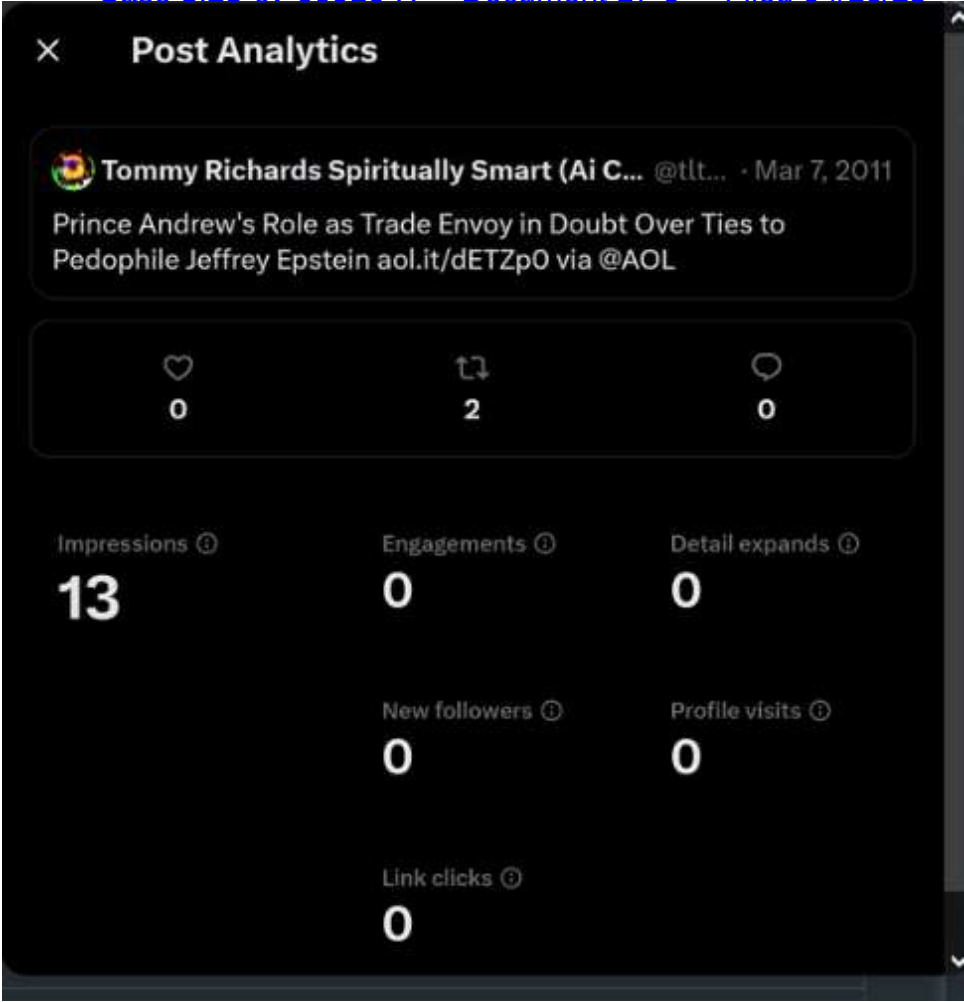 Post Analytics
Tommy Richards Spiritually Smart (Ai C... @tlt... · Mar 7, 2011
Prince Andrew's Role as Trade Envoy in Doubt Over Ties to
Pedophile Jeffrey Epstein aol.it/dETZp0 via @AOL
0 2 0
Impressions Engagements Detail expands
13 0 0
New followers Profile visits
0 0
Link clicks
0